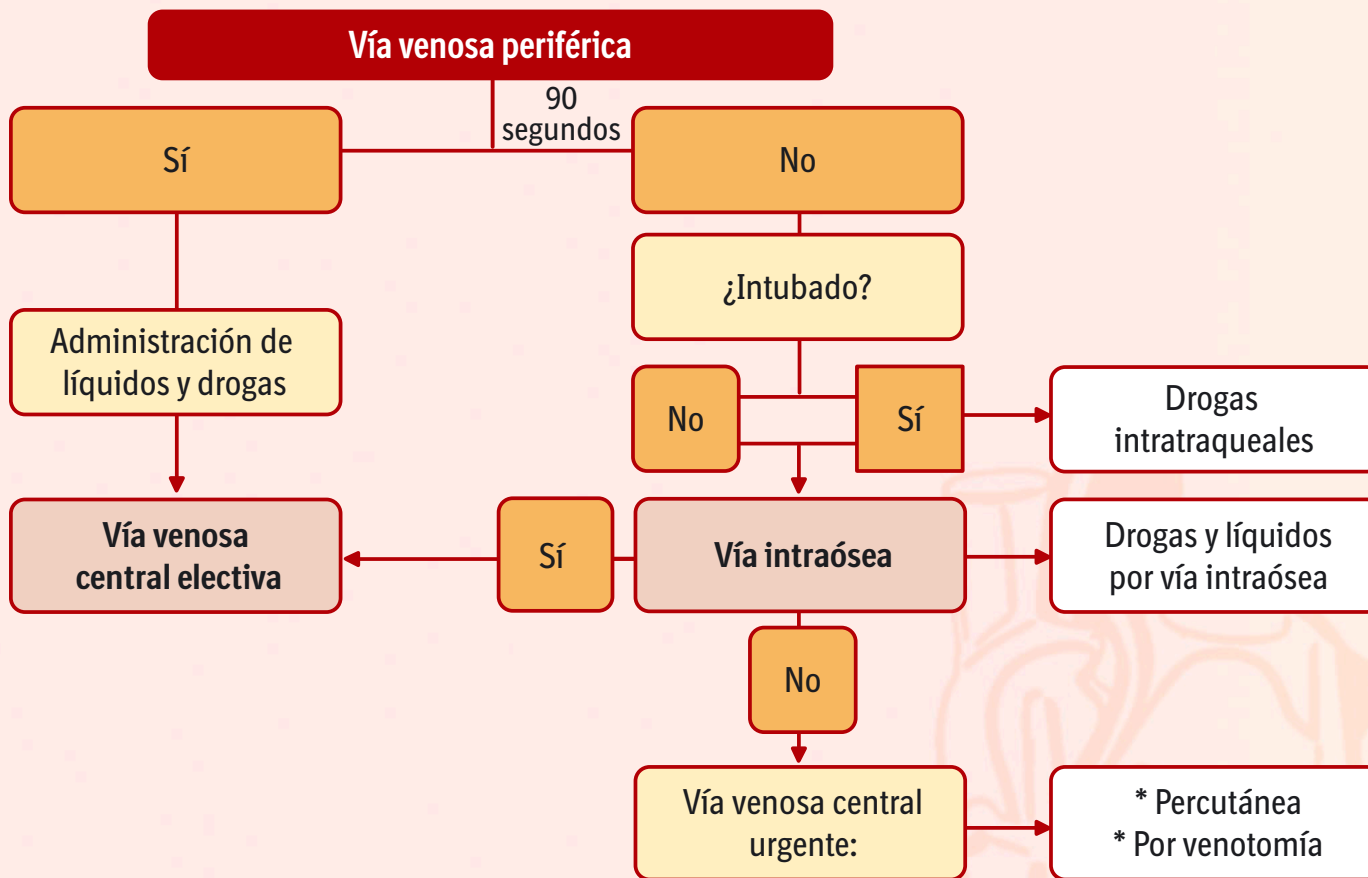 Vía venosa periférica
90
segundos
Sí
No
¿Intubado?
Administración de
líquidos y drogas
No
Sí
Drogas
intratraqueales
Vía venosa
central electiva
Sí
Vía intraósea
Drogas y líquidos
por vía intraósea
No
Vía venosa central
urgente:
* Percutánea
* Por venotomía